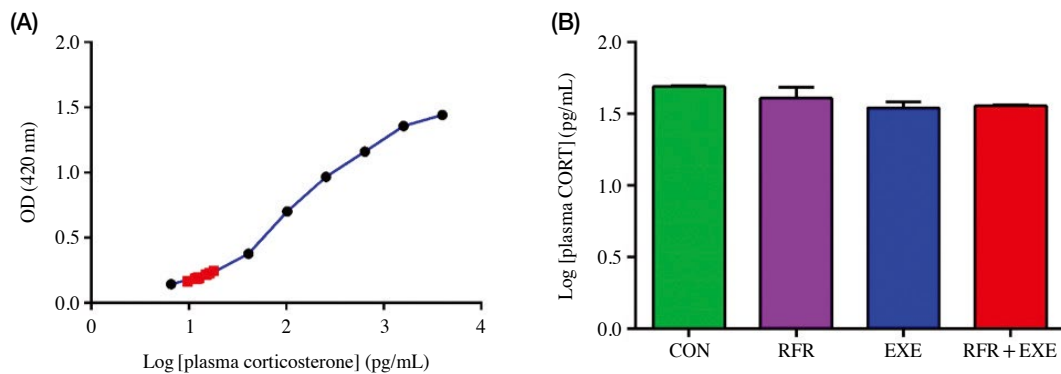 (A)
2.0
1.5
1.0
0.5
0.0
OD (420 nm)
0 1 2 3 4
Log [plasma corticosterone] (pg/mL)
(B)
2.0
1.5
1.0
0.5
0.0
Log [plasma CORT] (pg/mL)
CON RFR EXE RFR + EXE